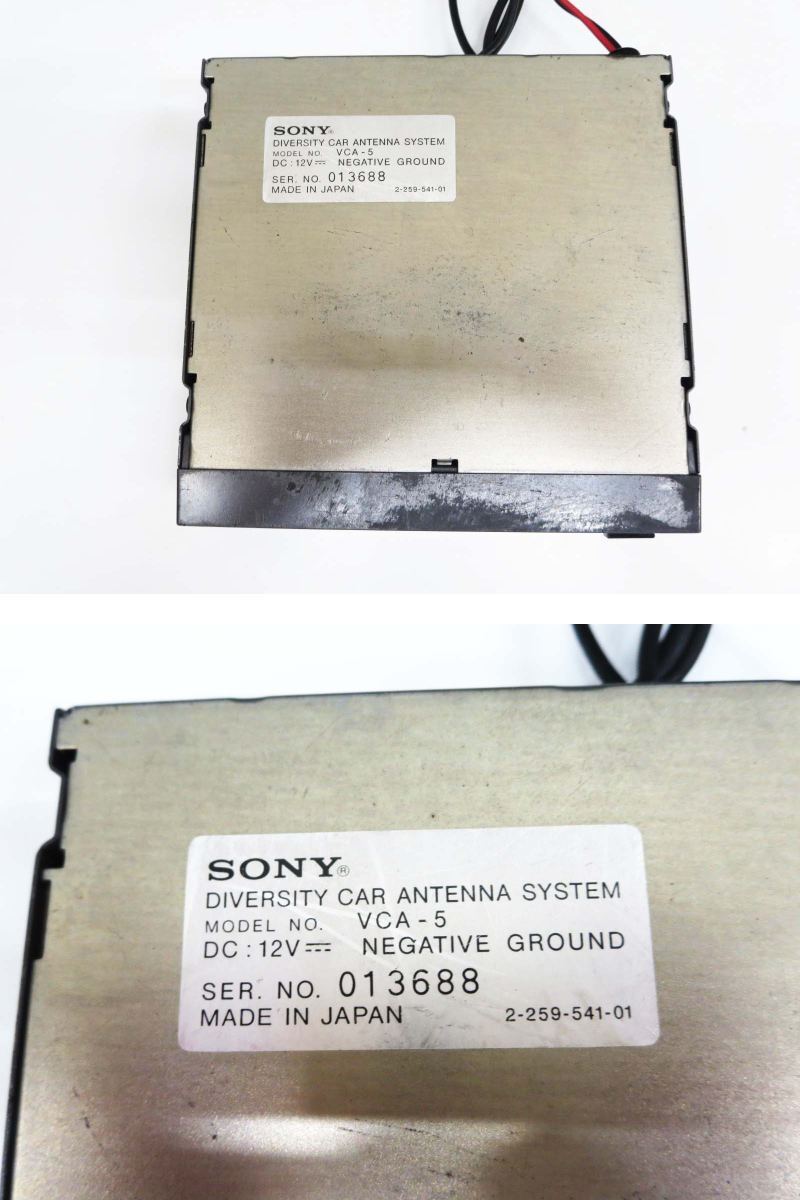 SONY®
DIVERSITY CAR ANTENNA SYSTEM
MODEL NO. VCA-5
DC : 12V⎓ NEGATIVE GROUND
SER. NO. 013688
MADE IN JAPAN 2-259-541-01
SONY®
DIVERSITY CAR ANTENNA SYSTEM
MODEL NO. VCA-5
DC : 12V⎓ NEGATIVE GROUND
SER. NO. 013688
MADE IN JAPAN 2-259-541-01